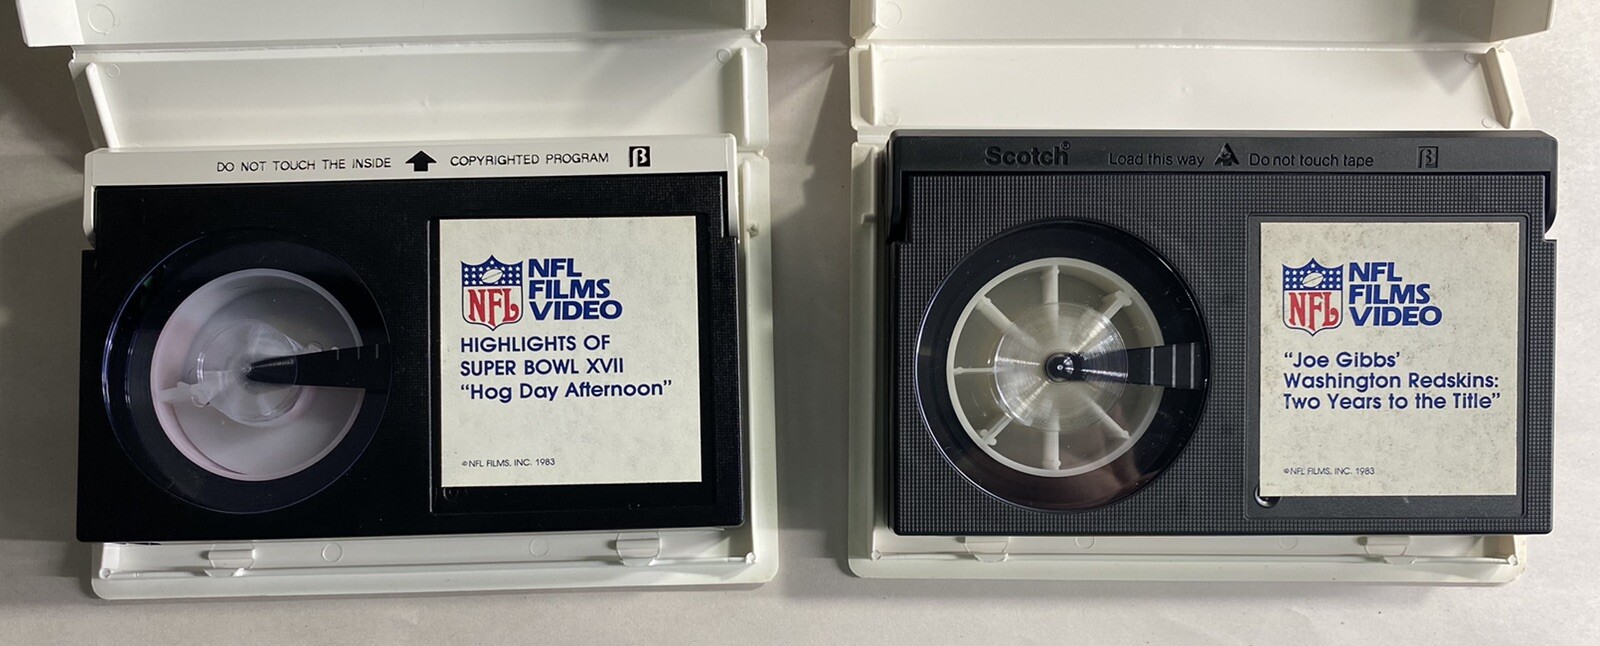 DO NOT TOUCH THE INSIDE COPYRIGHTED PROGRAM β
NFL
NFL
FILMS
VIDEO
HIGHLIGHTS OF
SUPER BOWL XVII
“Hog Day Afternoon”
©NFL FILMS, INC. 1983
Scotch® Load this way Do not touch tape β
NFL
NFL
FILMS
VIDEO
“Joe Gibbs’
Washington Redskins:
Two Years to the Title”
©NFL FILMS, INC. 1983